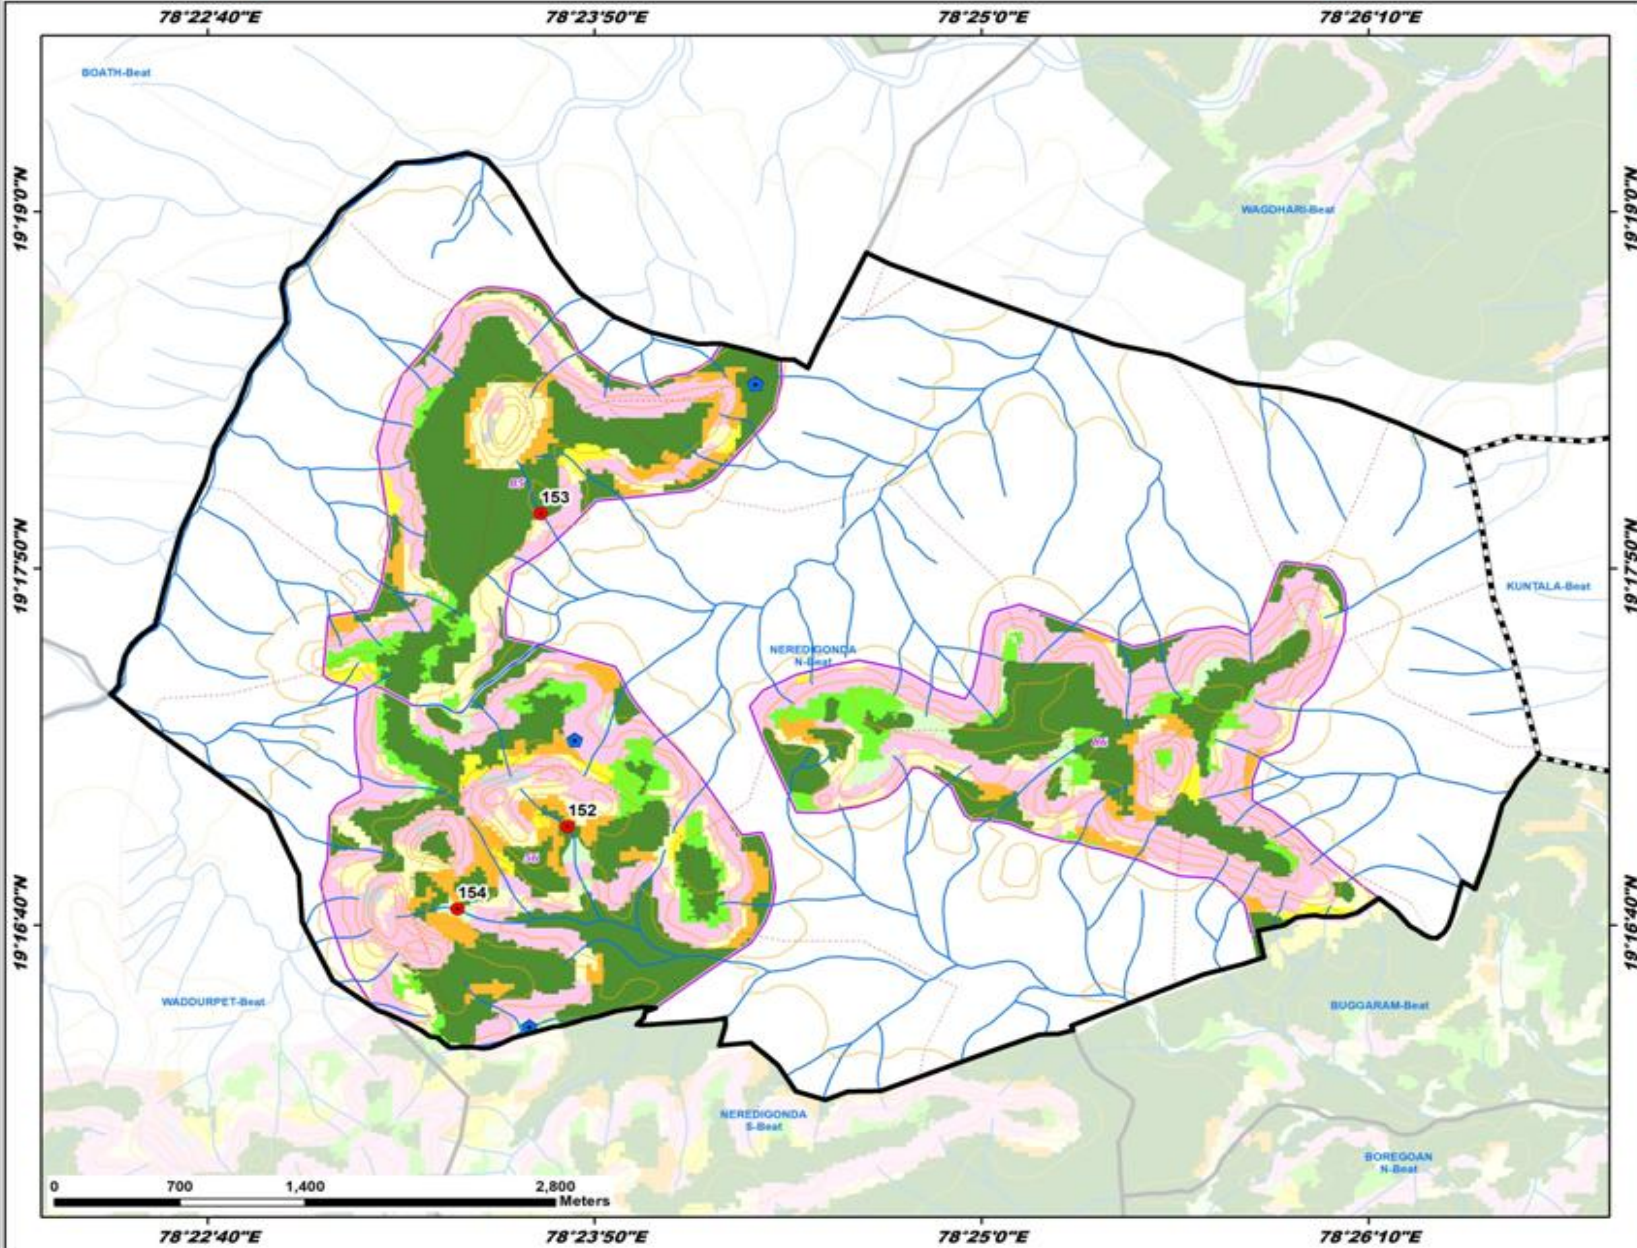 78°22'40"E 78°23'50"E 78°25'0"E 78°26'10"E
BOATH-Beat
19°19'0"N
WAGDHARI-Beat
19°19'0"N
85
153
19°17'50"N
19°17'50"N
KUNTALA-Beat
NEREDIGONDA
N-Beat
86
152
56
154
19°16'40"N
19°16'40"N
WADDURPET-Beat
BUGGARAM-Beat
NEREDIGONDA
S-Beat
BOREGOAN
N-Beat
0 700 1,400 2,800
Meters
78°22'40"E 78°23'50"E 78°25'0"E 78°26'10"E